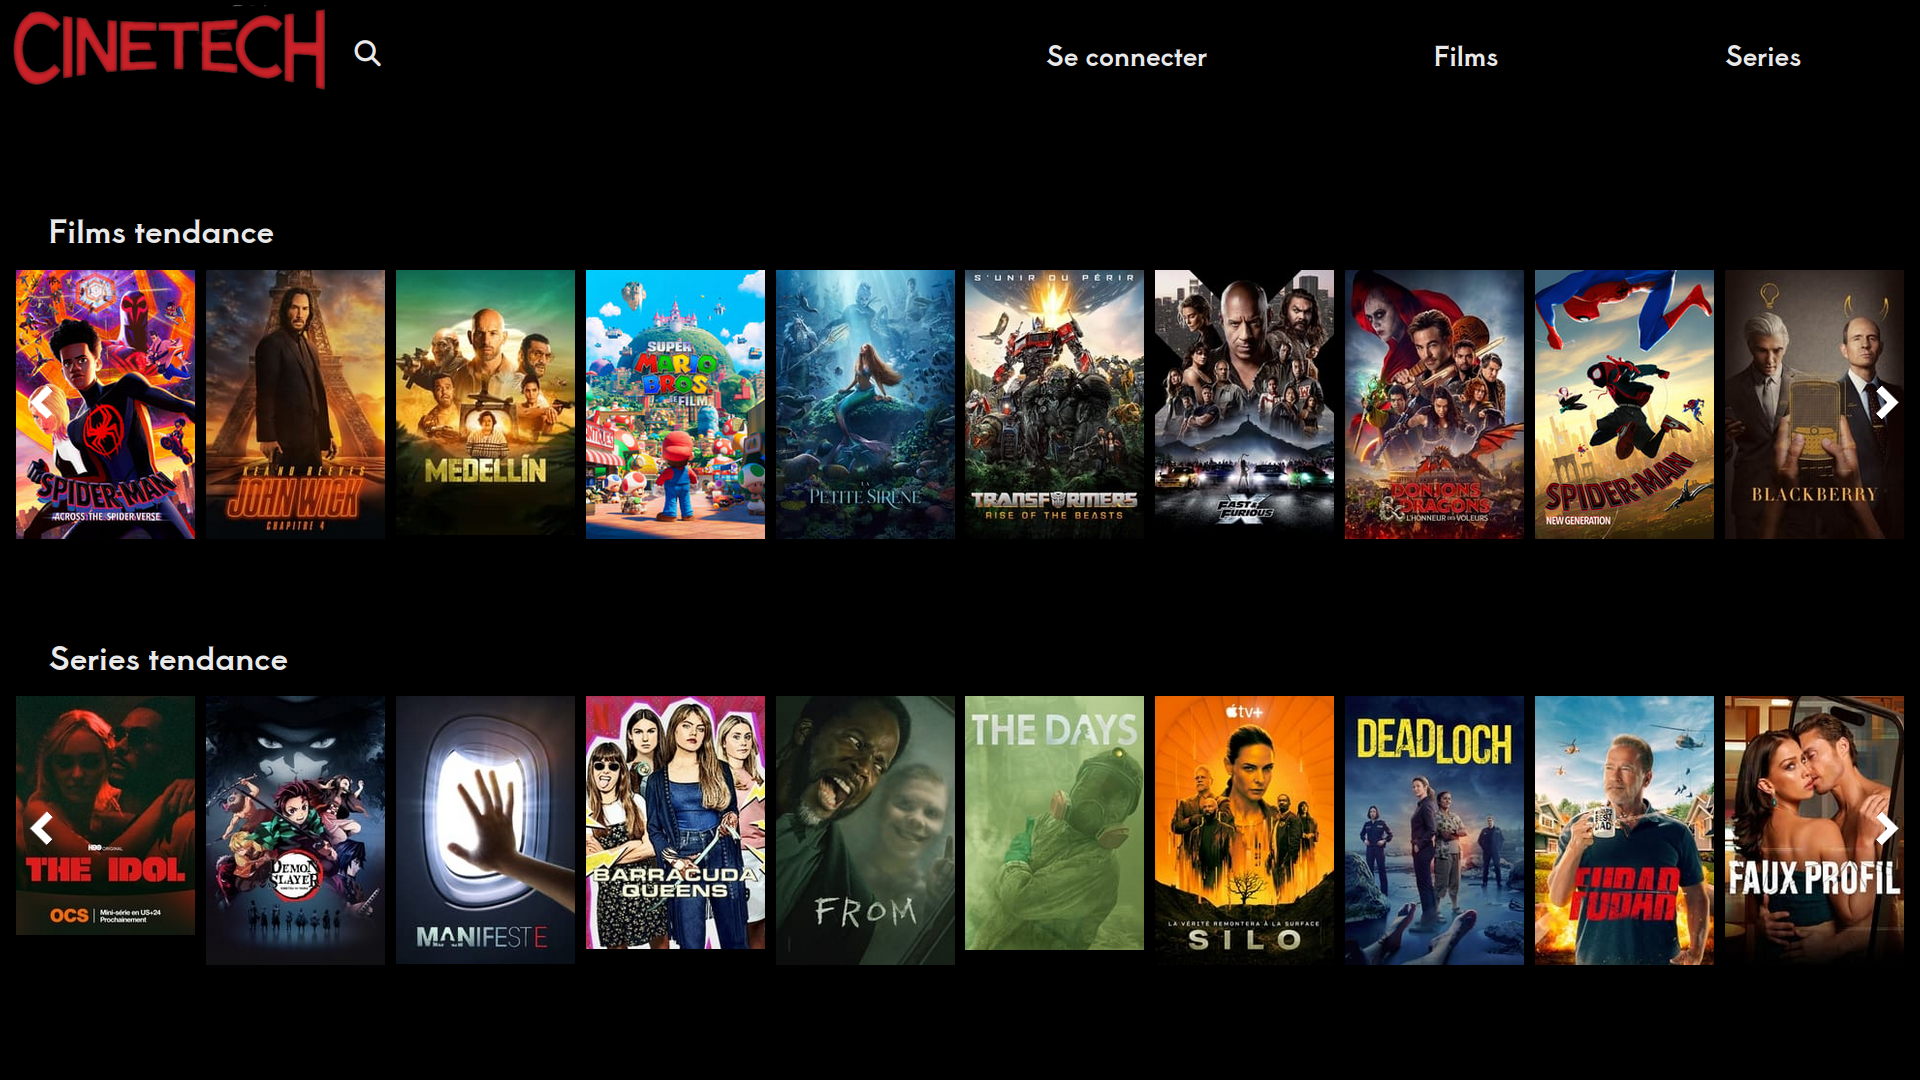 CINETECH
Se connecter
Films
Series
Films tendance
SPIDER-MAN
ACROSS THE SPIDER-VERSE
KEANU REEVES
JOHN WICK
CHAPITRE 4
MEDELLÍN
SUPER
MARIO
BROS.
LE FILM
LA
PETITE SIRÈNE
S'UNIR OU PÉRIR
TRANSFORMERS
RISE OF THE BEASTS
FAST &
FURIOUS
X
DONJONS
& DRAGONS
L'HONNEUR DES VOLEURS
SPIDER-MAN
NEW GENERATION
BLACKBERRY
Series tendance
HBO ORIGINAL
THE IDOL
OCS
Mini-série en US+24
Prochainement
DEMON
SLAYER
MANIFESTE
BARRACUDA
QUEENS
FROM
THE DAYS
tv+
LA VÉRITÉ REMONTERA À LA SURFACE
SILO
DEADLOCH
BEST
DAD
FUBAR
FUBAR
FAUX PROFIL